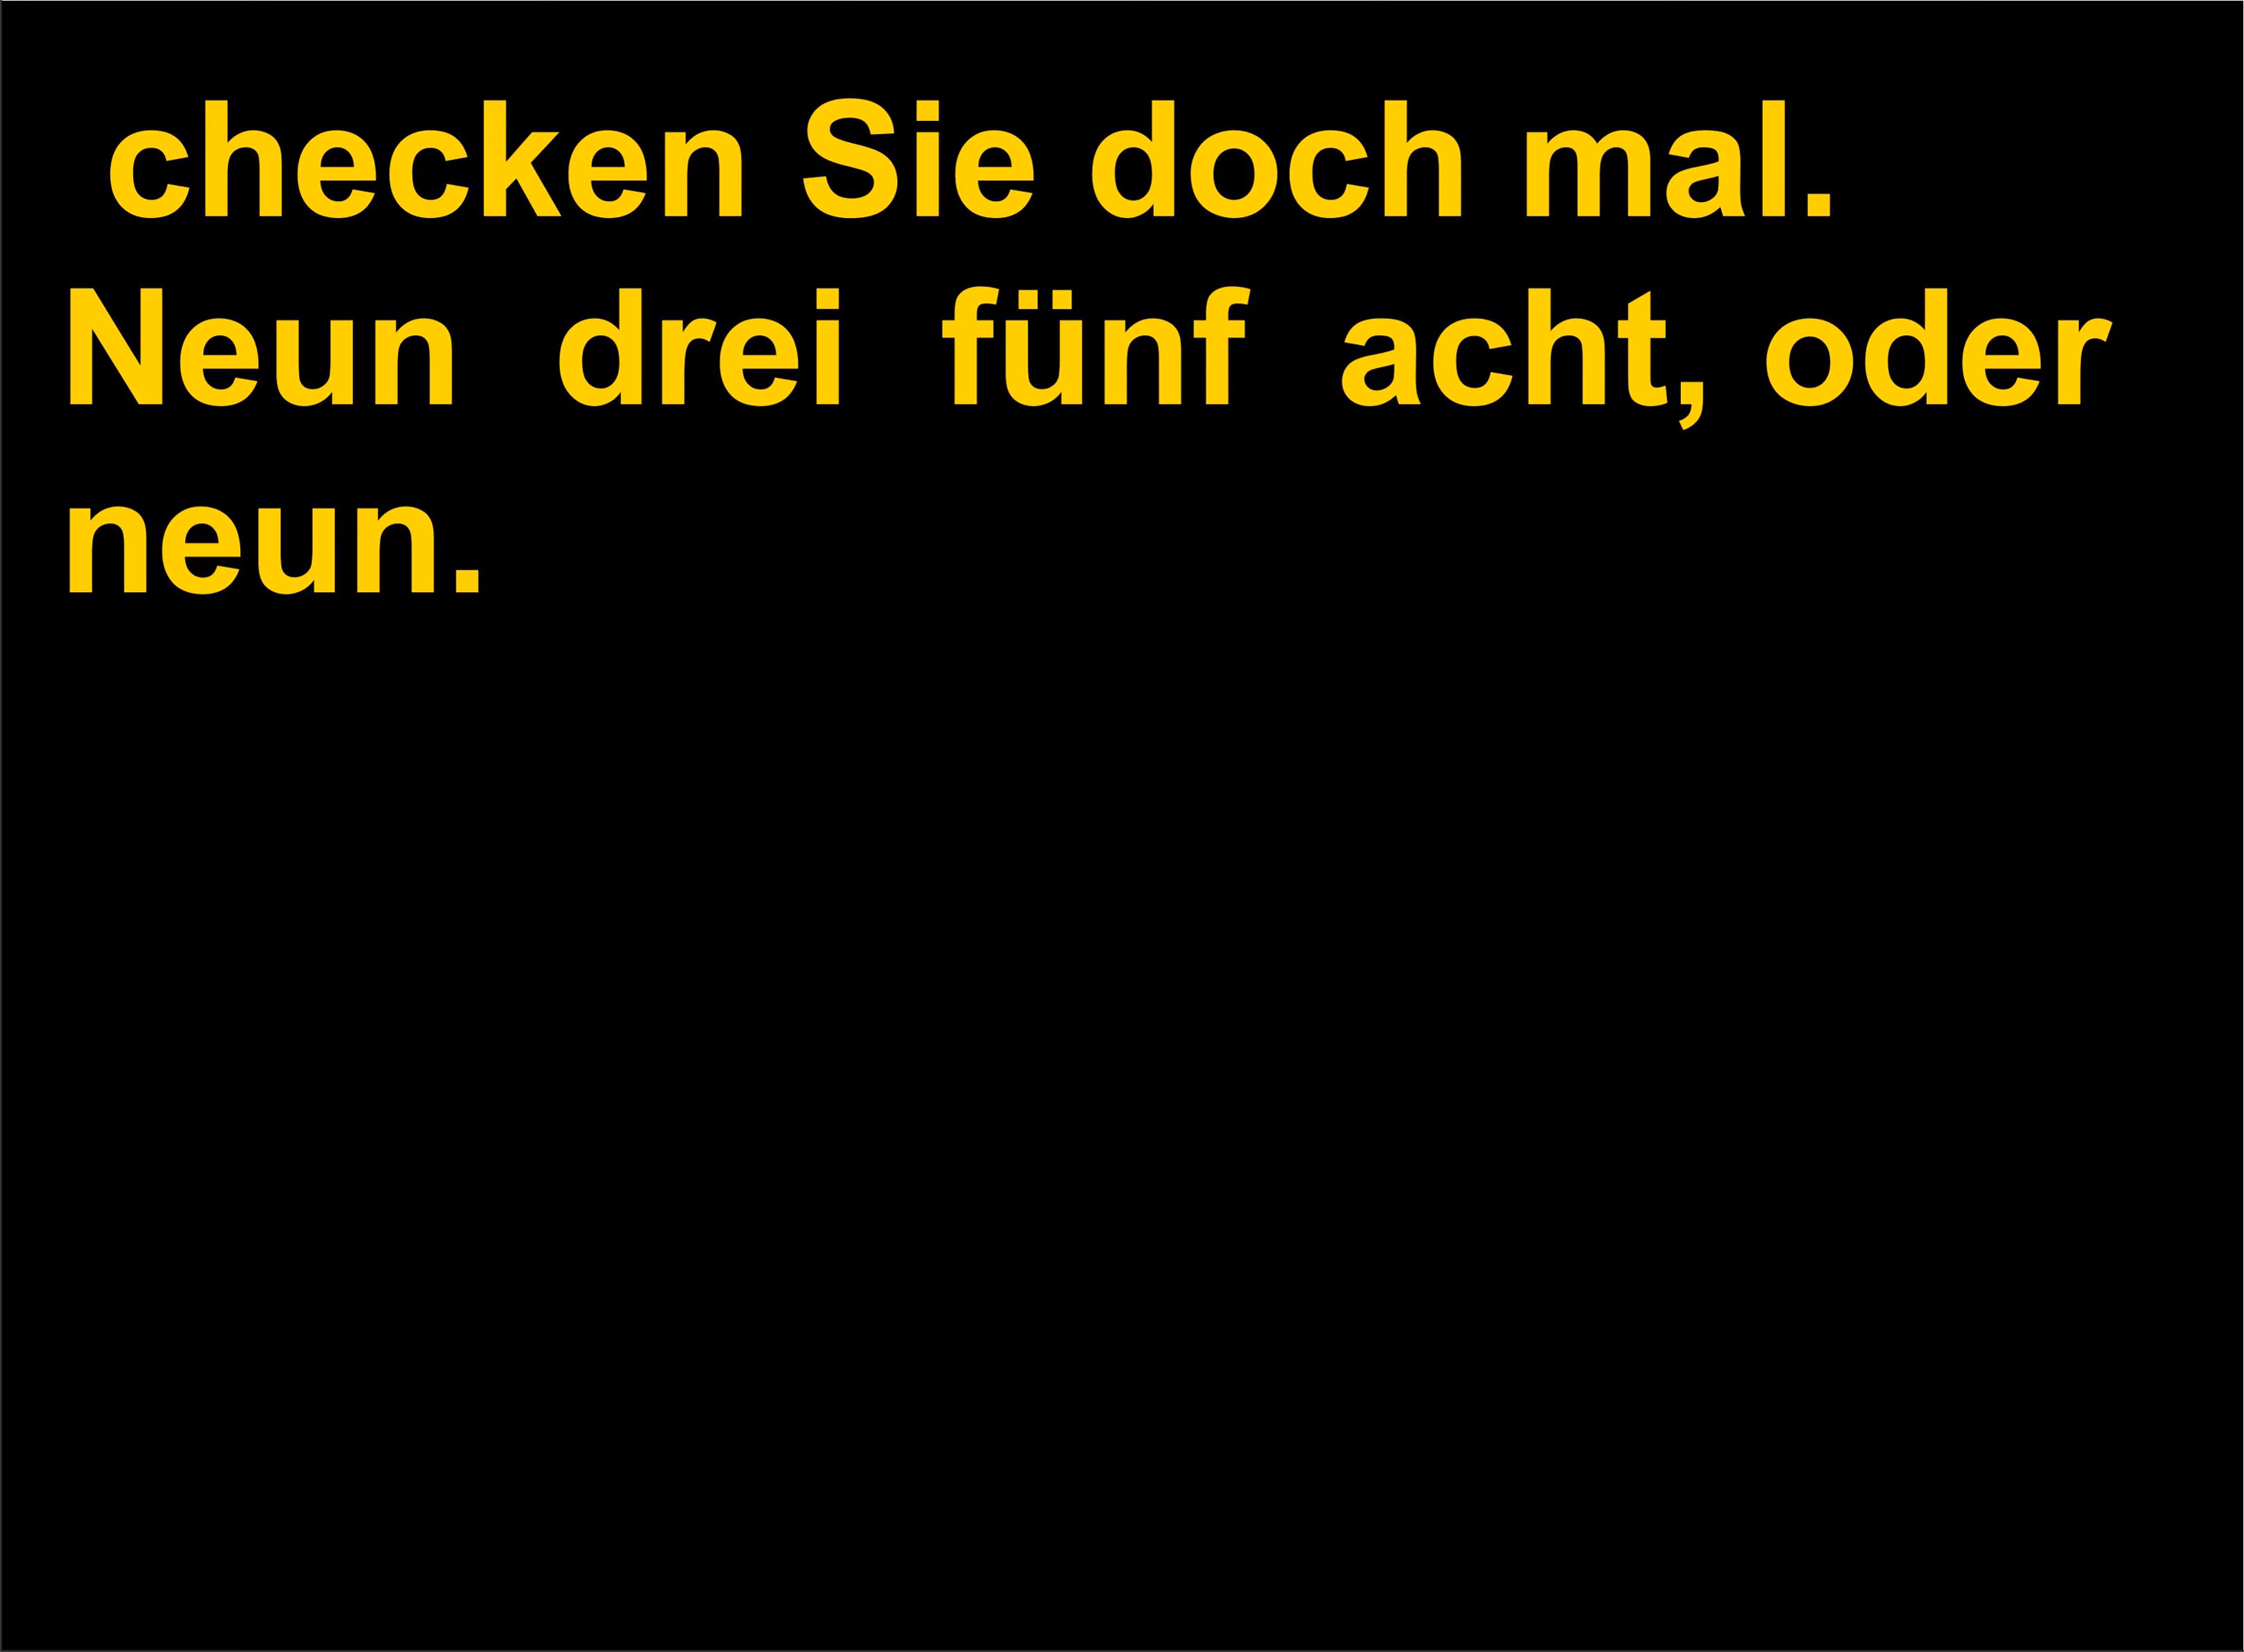 checken Sie doch mal.
Neun drei fünf acht, oder
neun.